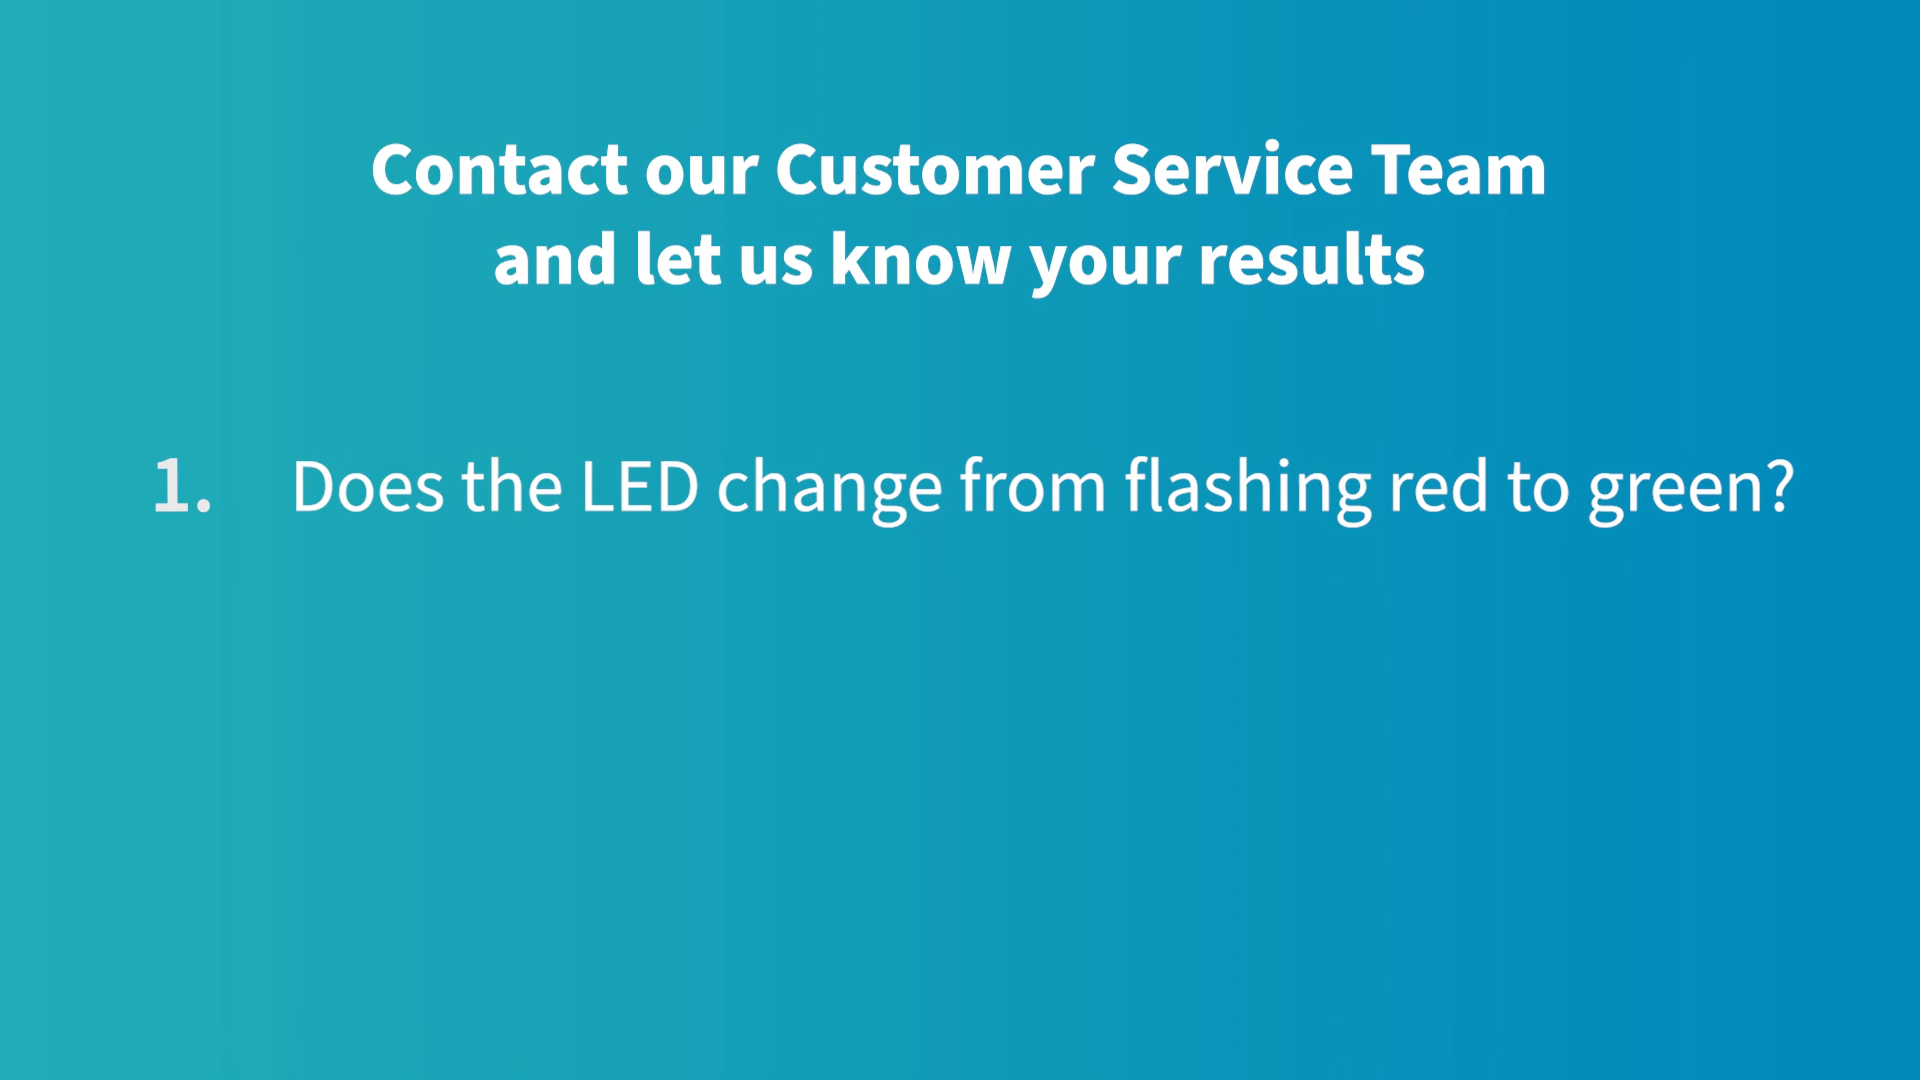 Contact our Customer Service Team
and let us know your results
1. Does the LED change from flashing red to green?